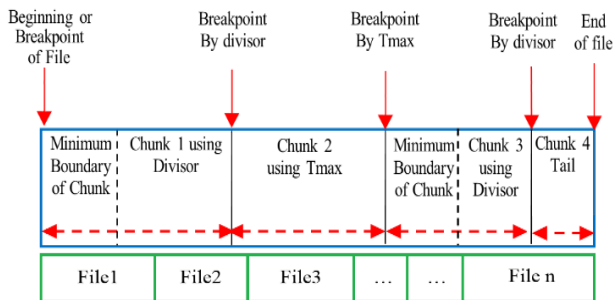 Beginning or
Breakpoint
of File
Breakpoint
By divisor
Breakpoint
By Tmax
Breakpoint
By divisor
End
of file
Minimum
Boundary
of Chunk
Chunk 1 using
Divisor
Chunk 2
using Tmax
Minimum
Boundary
of Chunk
Chunk 3
using
Divisor
Chunk 4
Tail
File1
File2
File3
...
...
File n